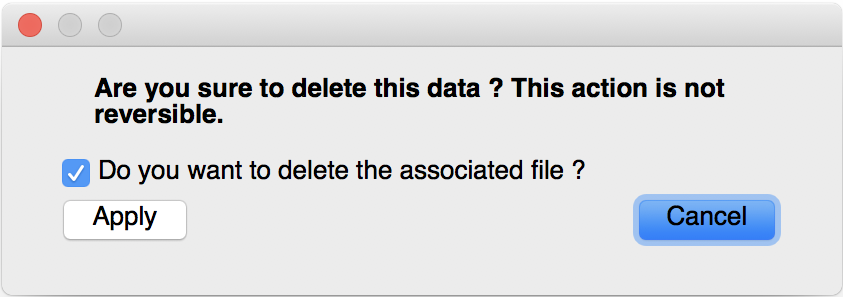 Are you sure to delete this data ? This action is not
reversible.
Do you want to delete the associated file ?
Apply
Cancel